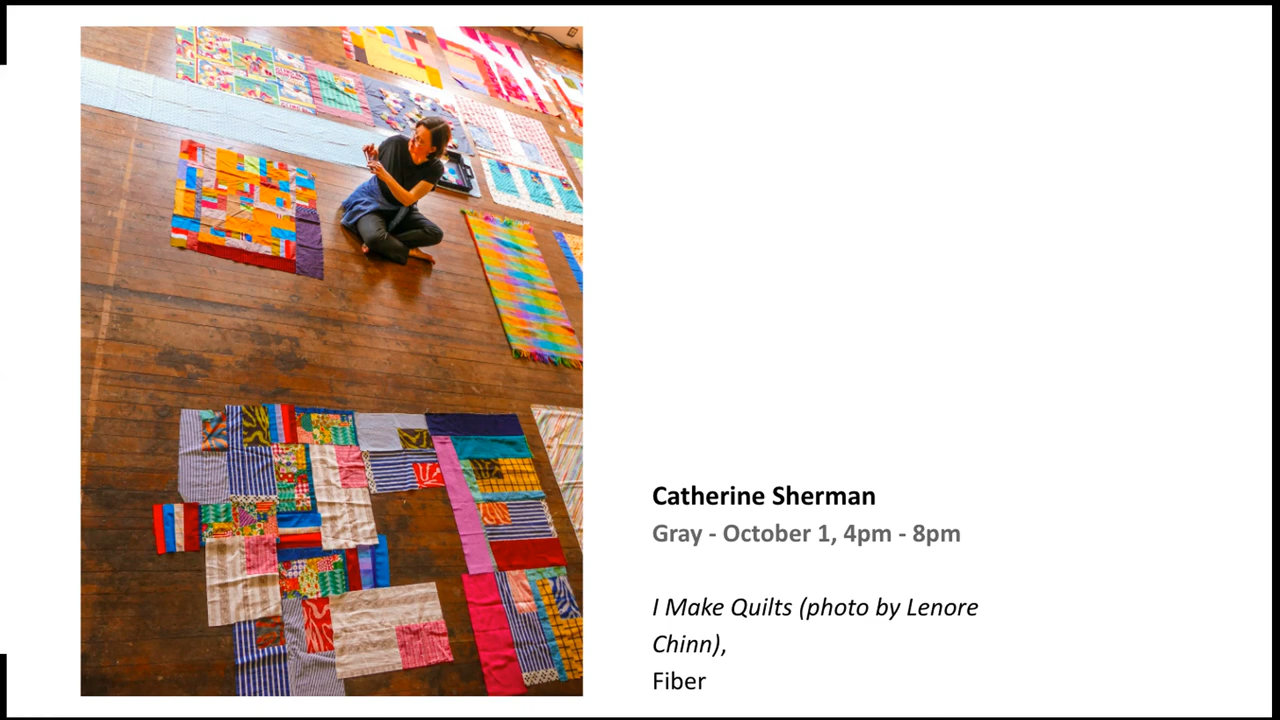 Catherine Sherman
Gray - October 1, 4pm - 8pm
I Make Quilts (photo by Lenore
Chinn),
Fiber